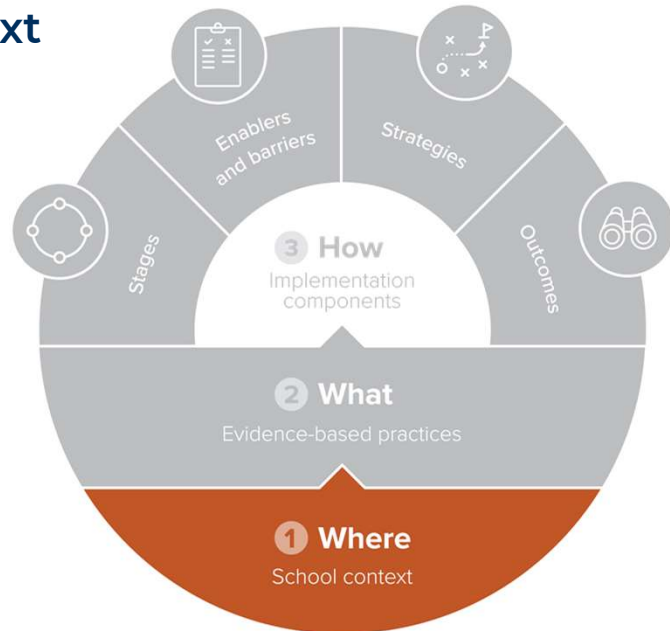 xt
Enablers
and barriers
Strategies
Stages
Outcomes
3 How
Implementation
components
2 What
Evidence-based practices
1 Where
School context